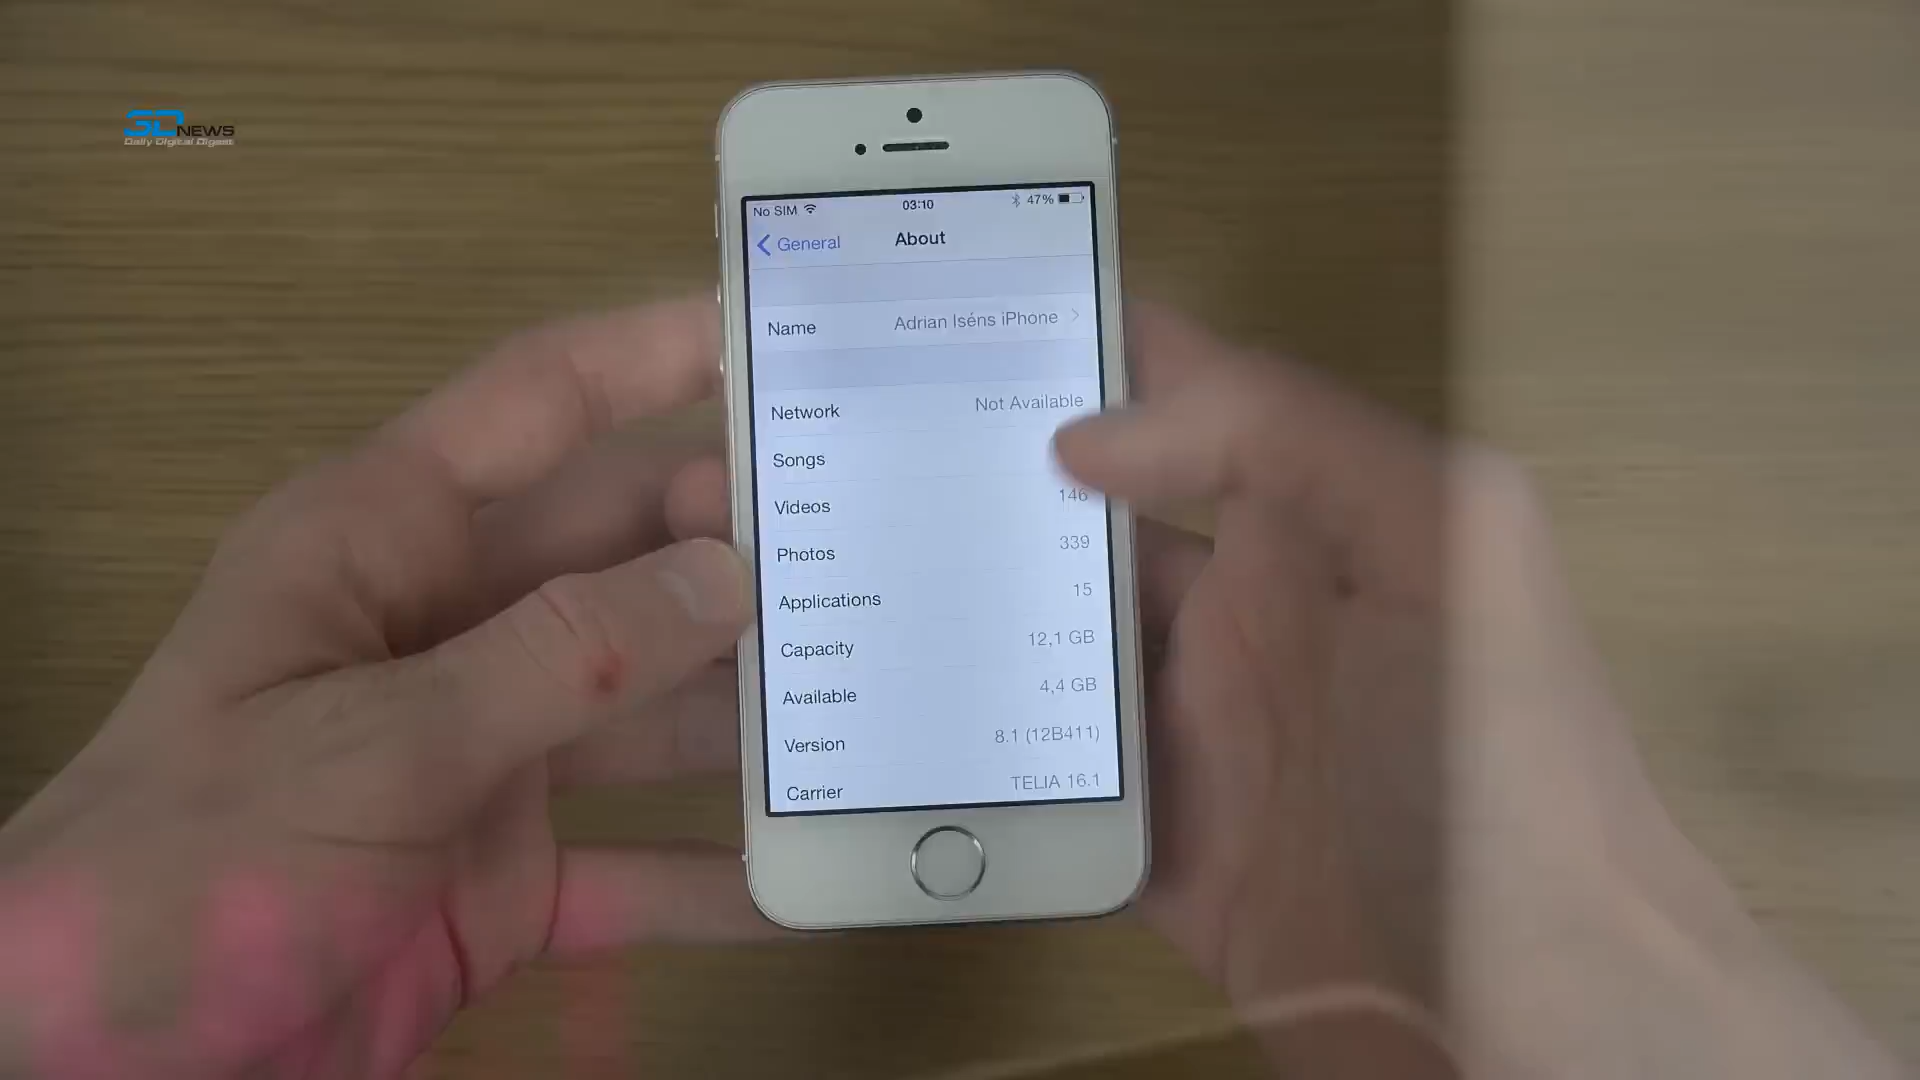 3DNEWS
Daily Digital Digest
No SIM 03:10 47%
General About
Name Adrian Iséns iPhone
Network Not Available
Songs
Videos 146
Photos 339
Applications 15
Capacity 12,1 GB
Available 4,4 GB
Version 8.1 (12B411)
Carrier TELIA 16.1